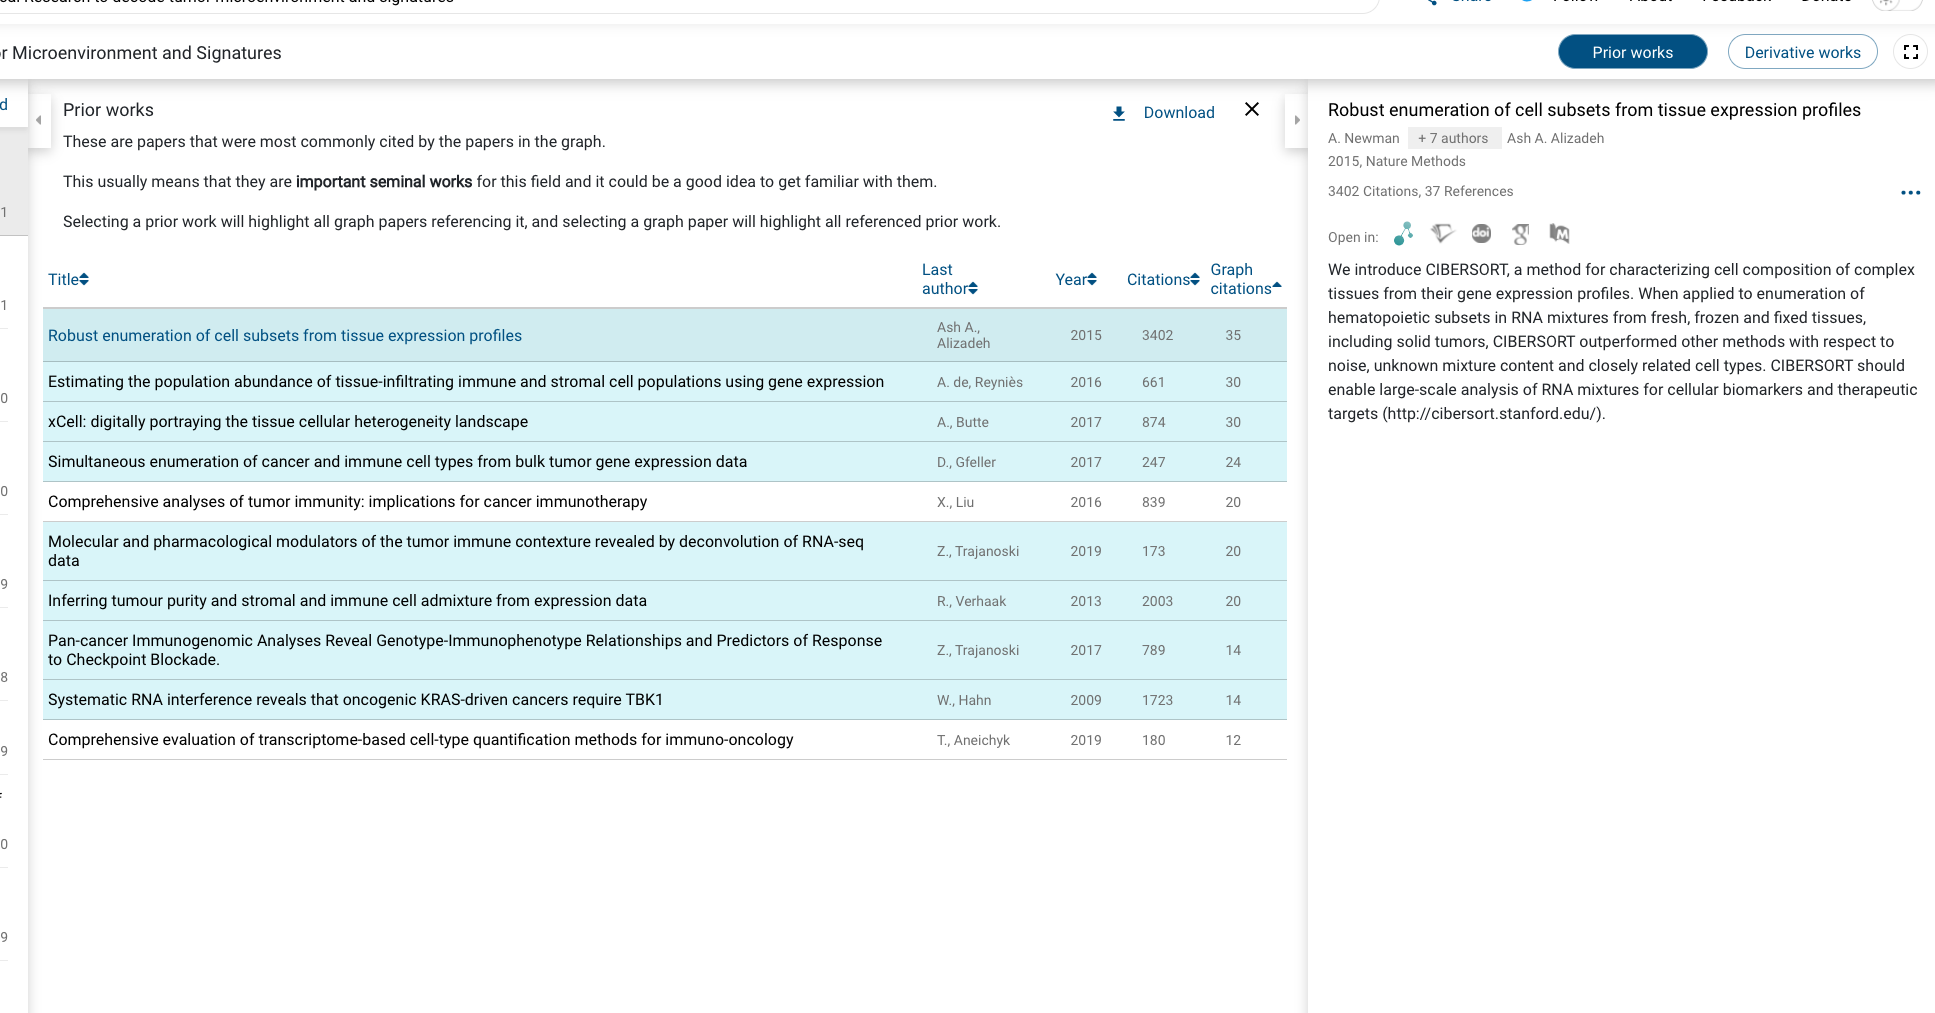 or Microenvironment and Signatures
Prior works
Derivative works
d
1
1
0
0
9
8
9
0
9
Prior works
Download
These are papers that were most commonly cited by the papers in the graph.
This usually means that they are important seminal works for this field and it could be a good idea to get familiar with them.
Selecting a prior work will highlight all graph papers referencing it, and selecting a graph paper will highlight all referenced prior work.
Title Last author Year Citations Graph citations
Robust enumeration of cell subsets from tissue expression profiles Ash A., Alizadeh 2015 3402 35
Estimating the population abundance of tissue-infiltrating immune and stromal cell populations using gene expression A. de, Reyniès 2016 661 30
xCell: digitally portraying the tissue cellular heterogeneity landscape A., Butte 2017 874 30
Simultaneous enumeration of cancer and immune cell types from bulk tumor gene expression data D., Gfeller 2017 247 24
Comprehensive analyses of tumor immunity: implications for cancer immunotherapy X., Liu 2016 839 20
Molecular and pharmacological modulators of the tumor immune contexture revealed by deconvolution of RNA-seq
data Z., Trajanoski 2019 173 20
Inferring tumour purity and stromal and immune cell admixture from expression data R., Verhaak 2013 2003 20
Pan-cancer Immunogenomic Analyses Reveal Genotype-Immunophenotype Relationships and Predictors of Response
to Checkpoint Blockade. Z., Trajanoski 2017 789 14
Systematic RNA interference reveals that oncogenic KRAS-driven cancers require TBK1 W., Hahn 2009 1723 14
Comprehensive evaluation of transcriptome-based cell-type quantification methods for immuno-oncology T., Aneichyk 2019 180 12
Robust enumeration of cell subsets from tissue expression profiles
A. Newman + 7 authors Ash A. Alizadeh
2015, Nature Methods
3402 Citations, 37 References
Open in: doi
We introduce CIBERSORT, a method for characterizing cell composition of complex
tissues from their gene expression profiles. When applied to enumeration of
hematopoietic subsets in RNA mixtures from fresh, frozen and fixed tissues,
including solid tumors, CIBERSORT outperformed other methods with respect to
noise, unknown mixture content and closely related cell types. CIBERSORT should
enable large-scale analysis of RNA mixtures for cellular biomarkers and therapeutic
targets (http://cibersort.stanford.edu/).